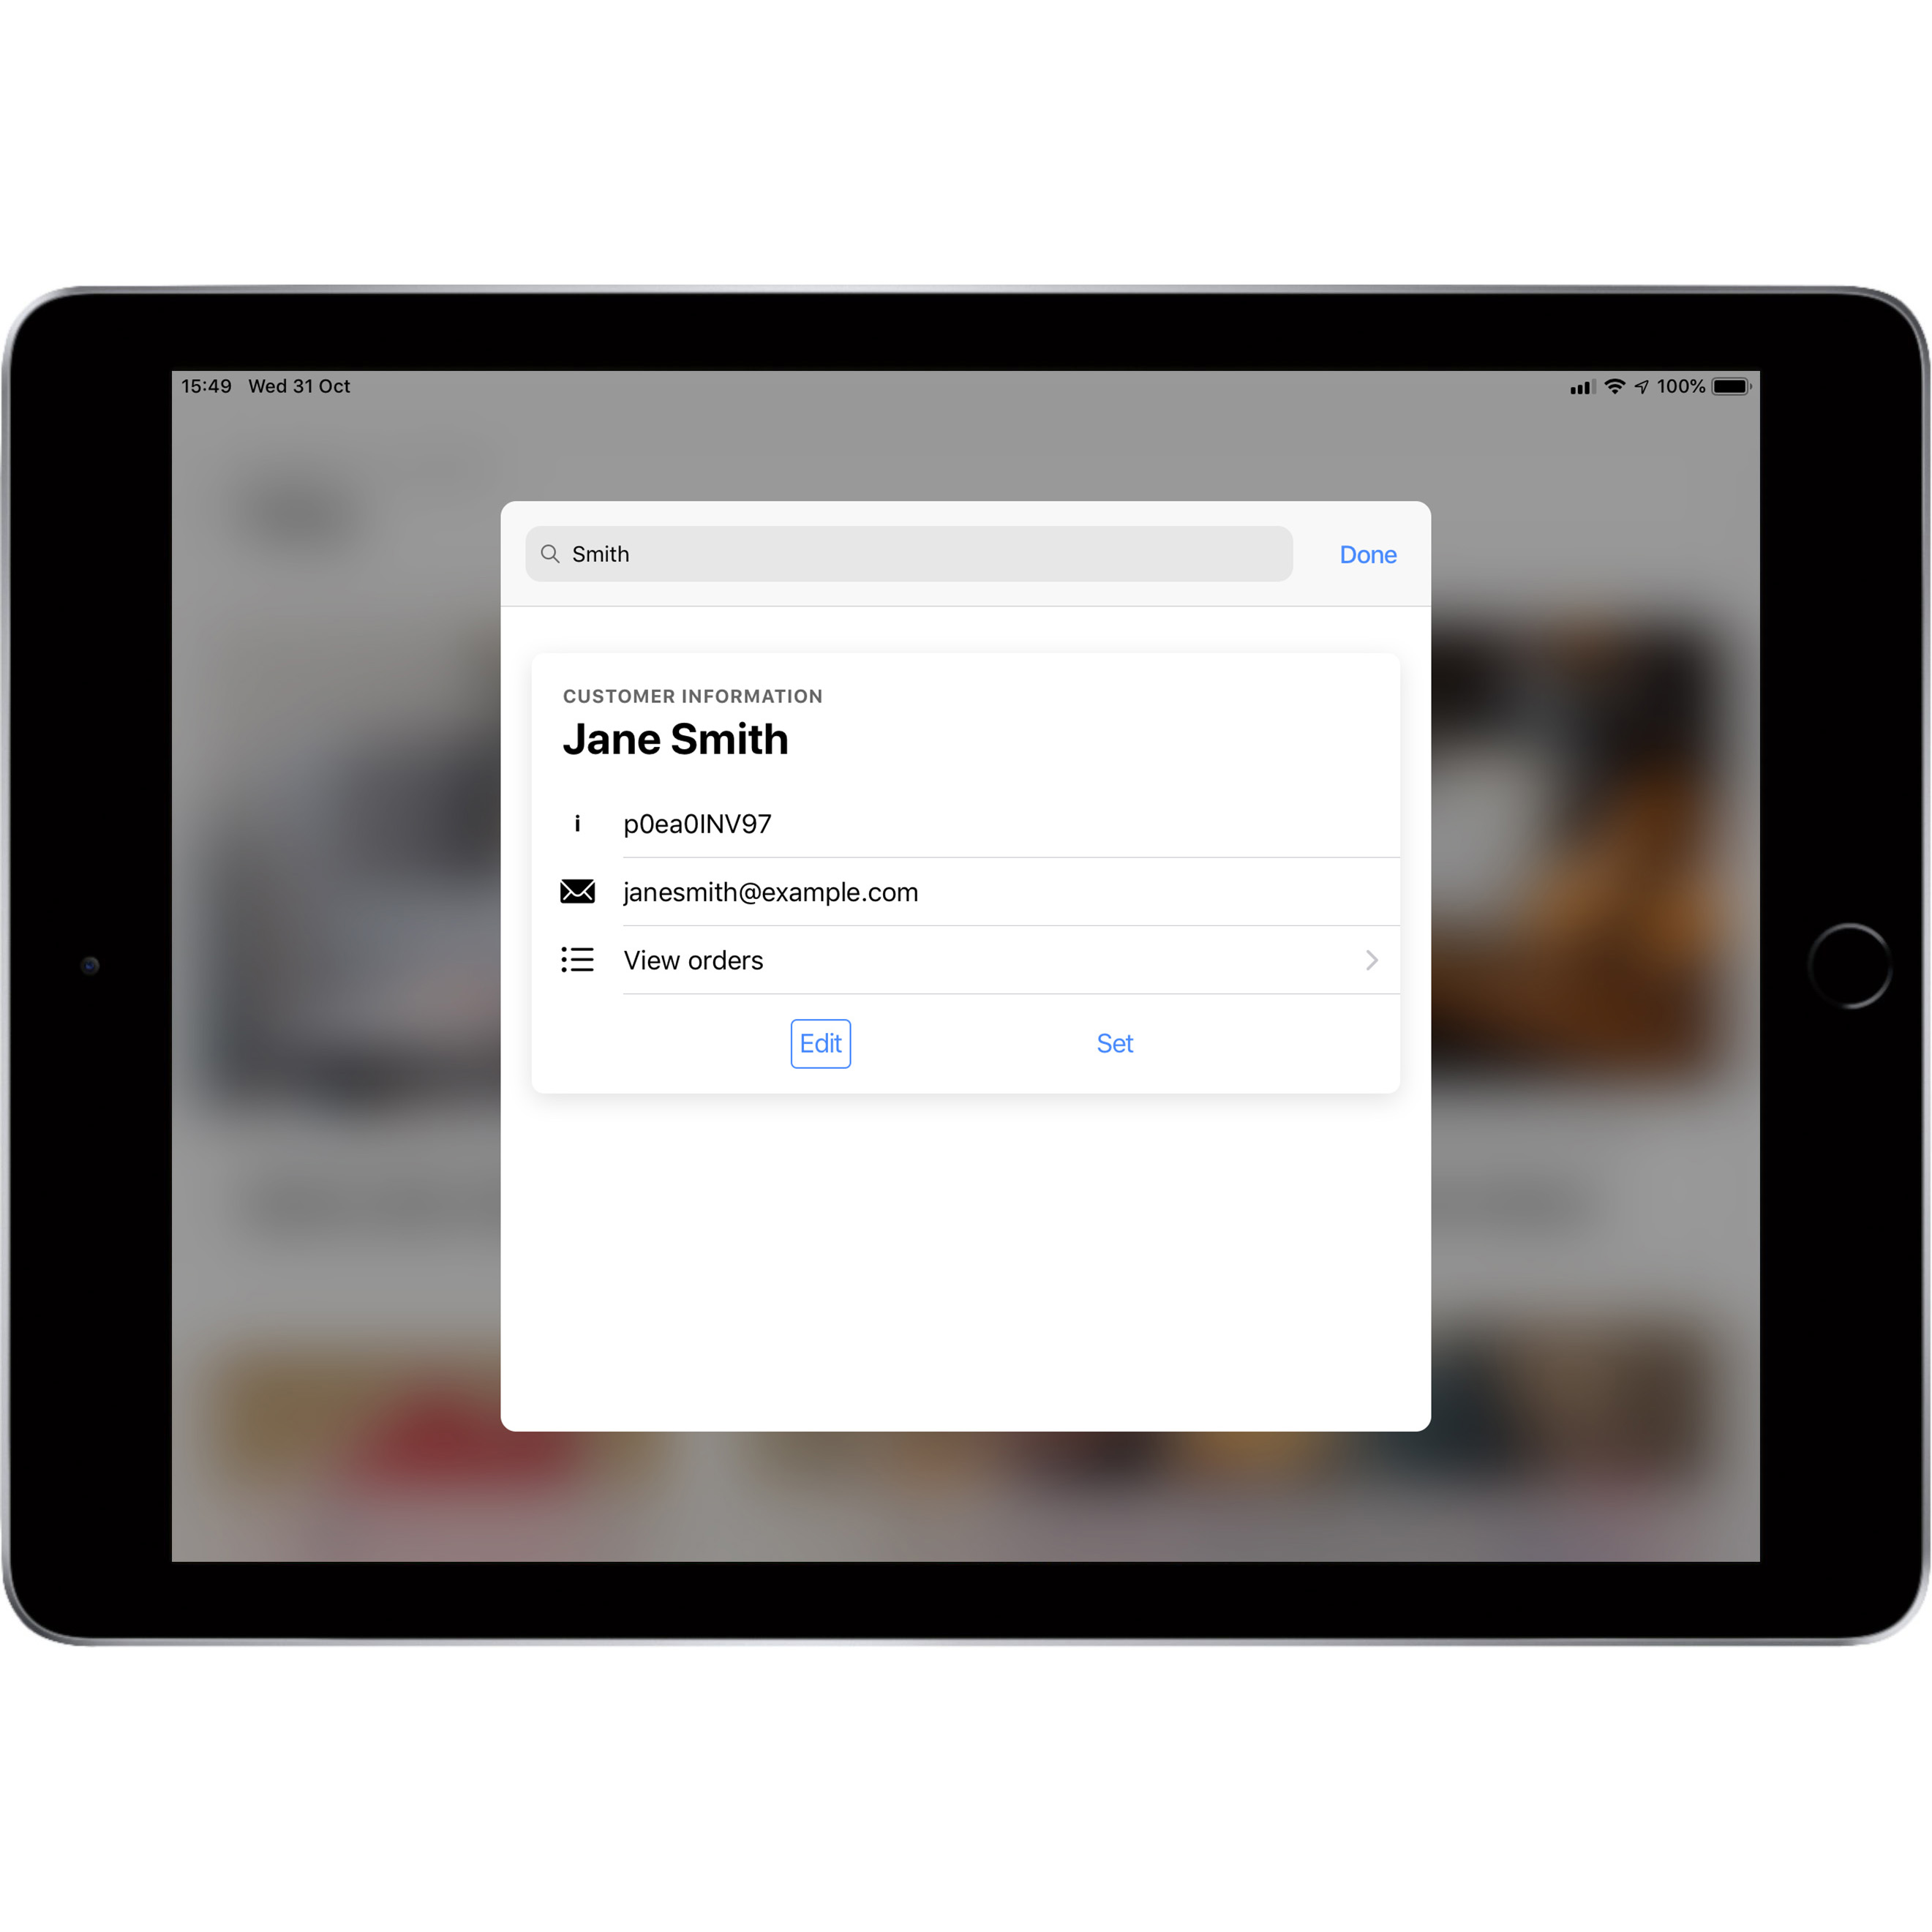 15:49 Wed 31 Oct 100%
Smith Done
CUSTOMER INFORMATION
Jane Smith
i p0ea0INV97
janesmith@example.com
View orders
Edit Set